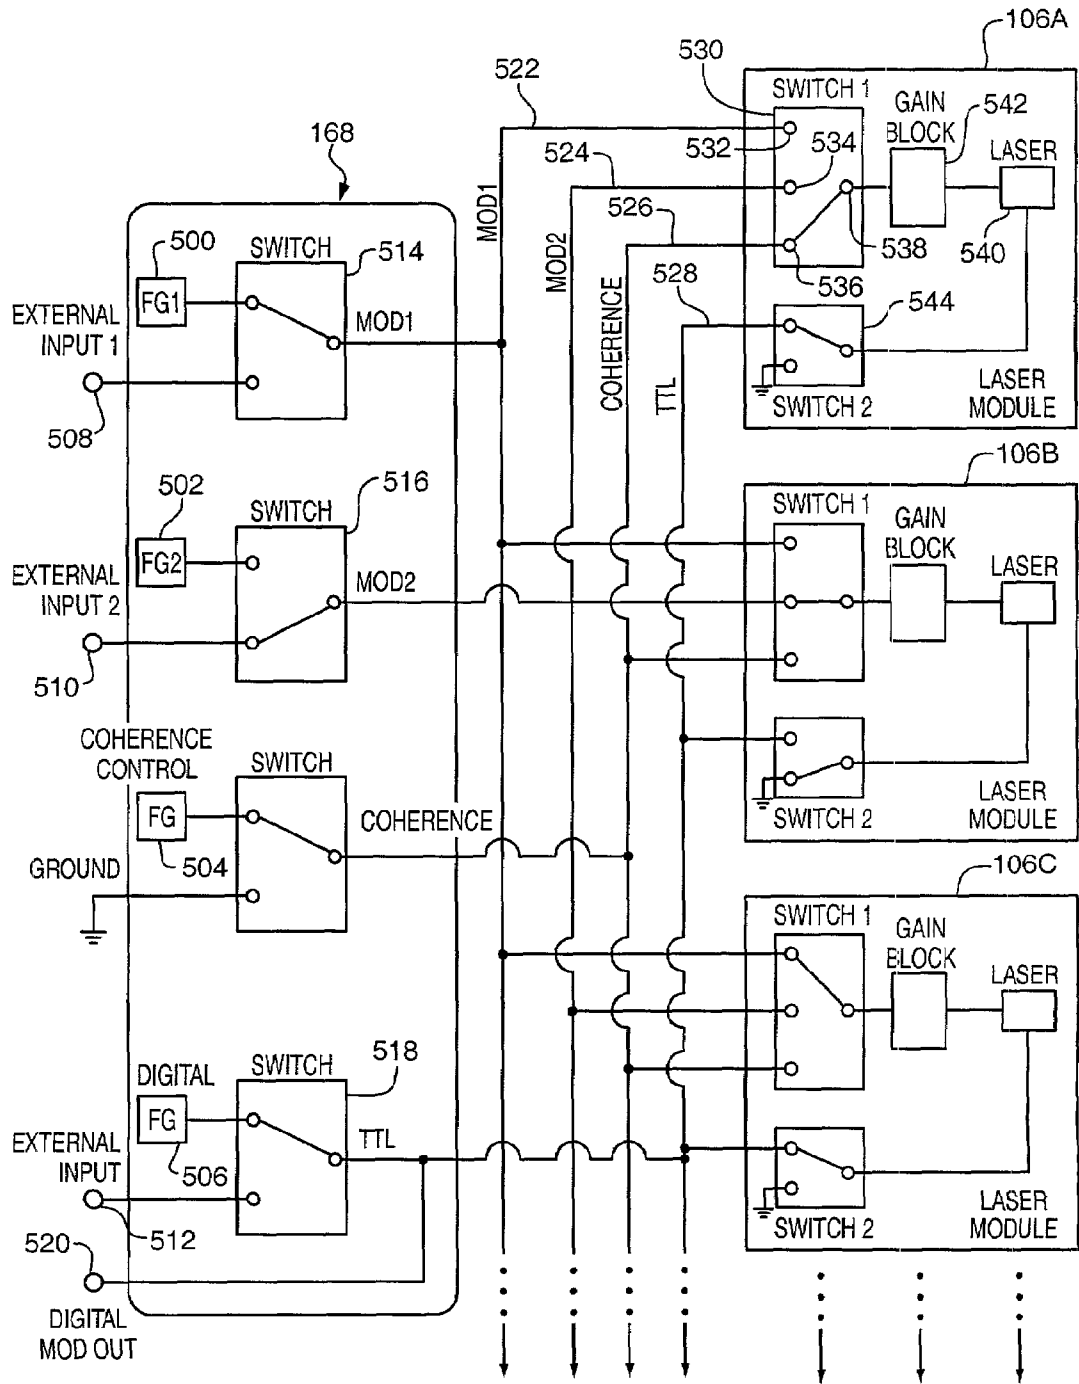 106A
530
522
SWITCH 1
GAIN
BLOCK
542
532
534
LASER
168
524
MOD1
526
538
540
500
SWITCH
514
MOD2
528
536
544
FG1
EXTERNAL
INPUT 1
MOD1
COHERENCE
TTL
LASER
MODULE
SWITCH 2
508
106B
502
516
SWITCH
SWITCH 1
GAIN
BLOCK
FG2
LASER
EXTERNAL
INPUT 2
MOD2
510
COHERENCE
CONTROL
SWITCH
LASER
MODULE
SWITCH 2
FG
COHERENCE
504
GROUND
106C
SWITCH 1
GAIN
BLOCK
LASER
518
SWITCH
DIGITAL
FG
TTL
EXTERNAL
INPUT
506
LASER
MODULE
SWITCH 2
512
520
DIGITAL
MOD OUT